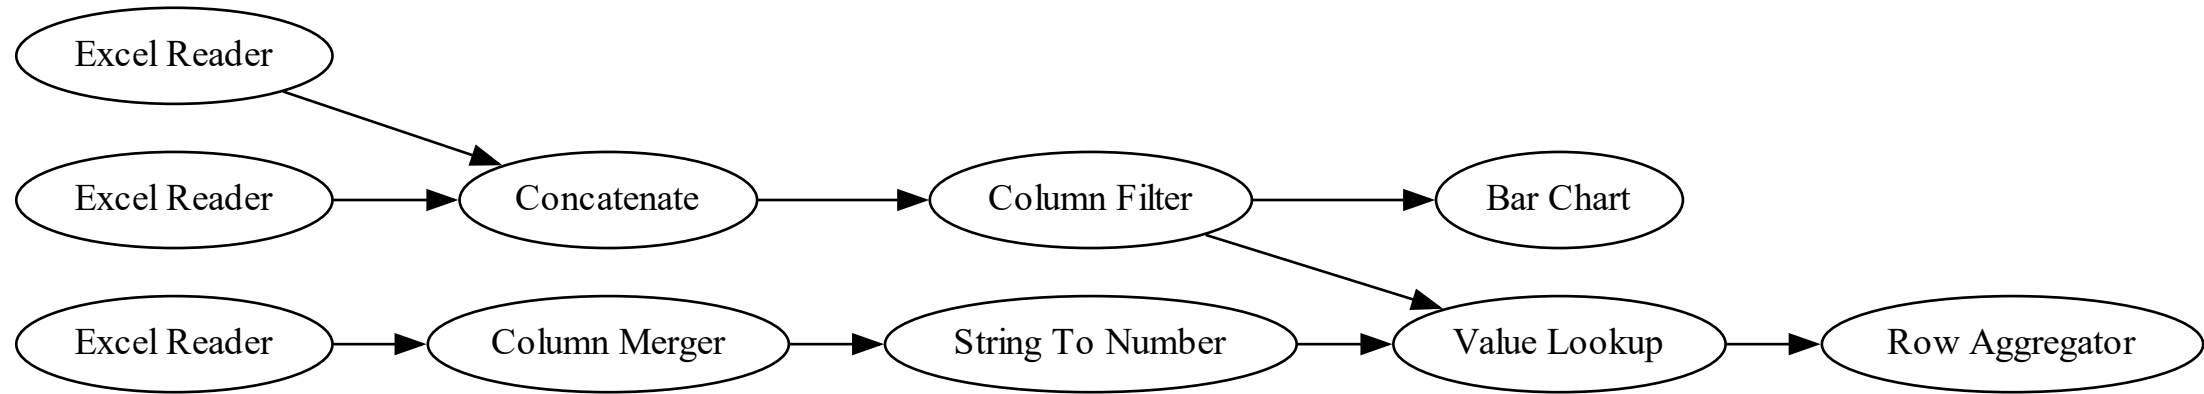 Excel Reader
Excel Reader
Concatenate
Column Filter
Bar Chart
Excel Reader
Column Merger
String To Number
Value Lookup
Row Aggregator